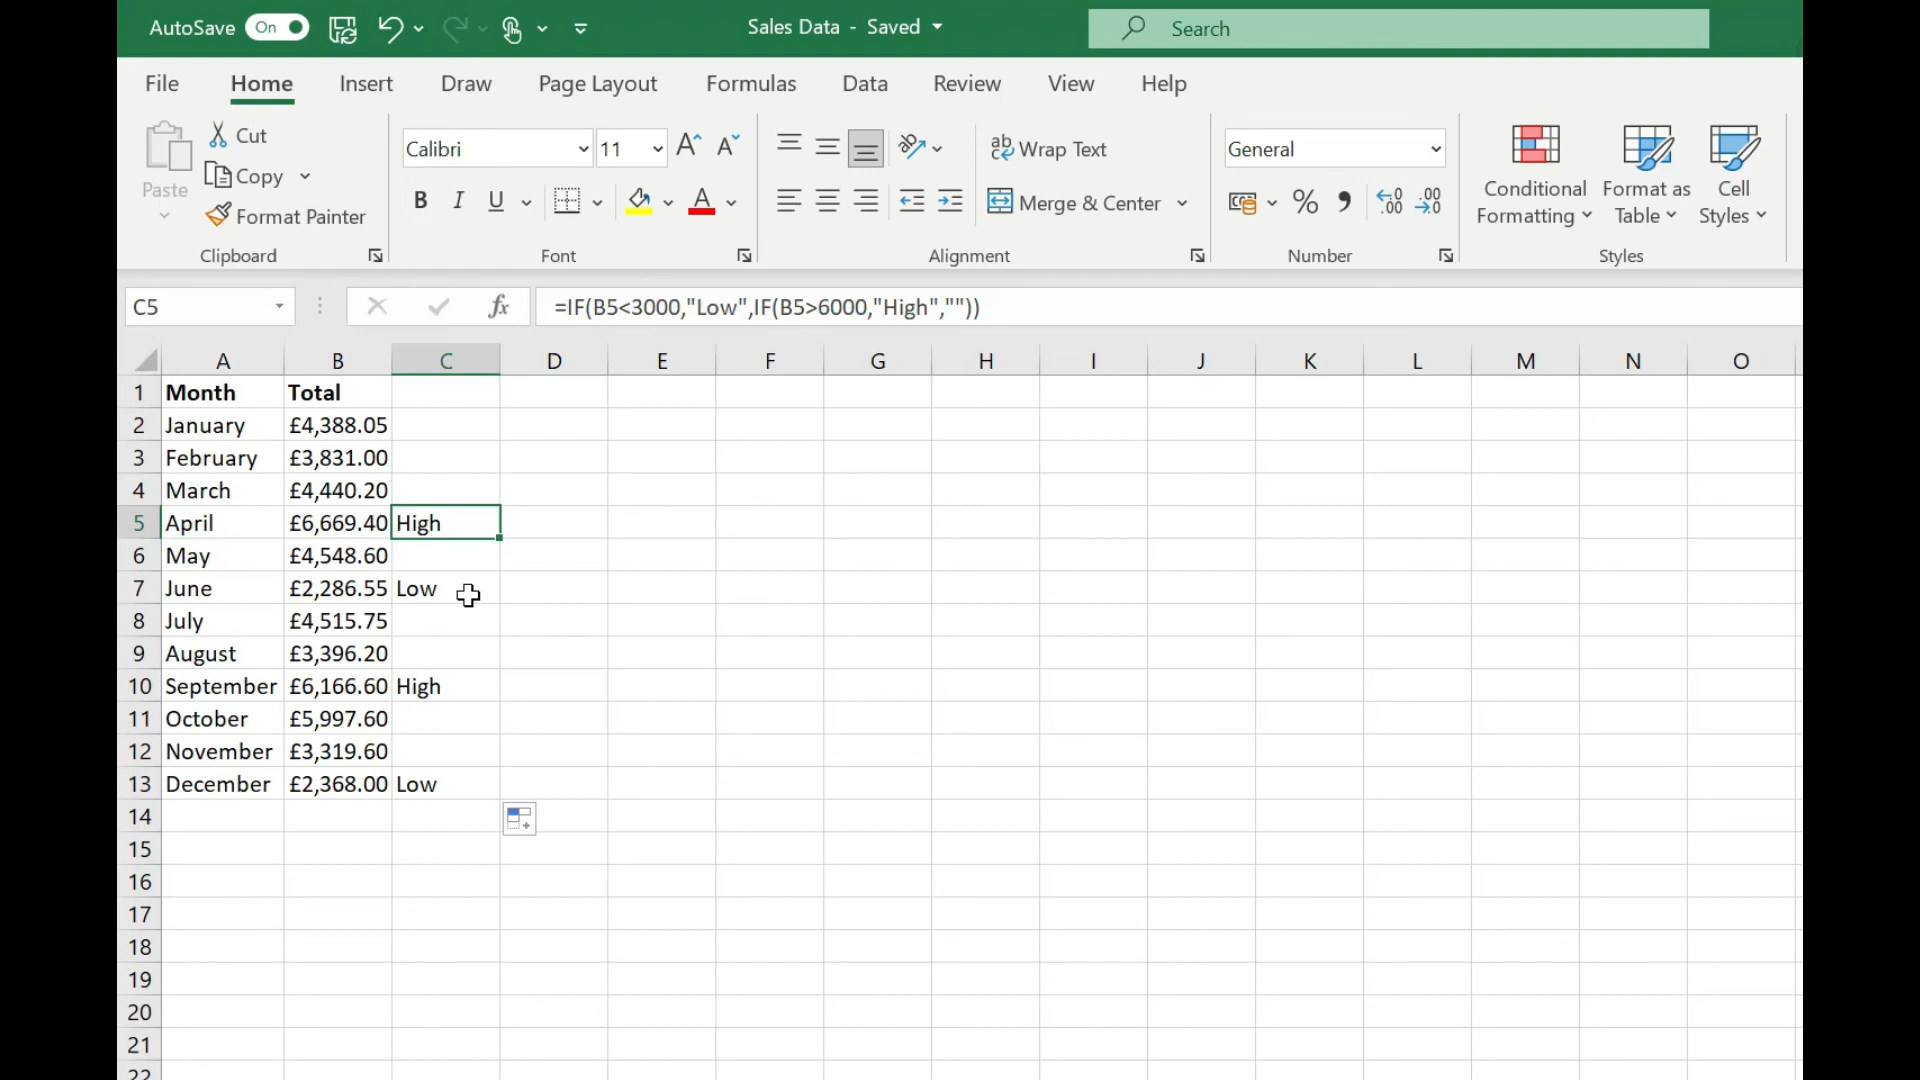 AutoSave On Sales Data - Saved Search
File Home Insert Draw Page Layout Formulas Data Review View Help
Paste Cut Copy Format Painter
Clipboard
Calibri 11 A A
B I U A
Font
ab Wrap Text
Merge & Center
Alignment
General
% , .00 .00
Number
Conditional Formatting Format as Table Cell Styles
Styles
C5 fx =IF(B5<3000,"Low",IF(B5>6000,"High",""))
A B C D E F G H I J K L M N O
1 Month Total
2 January £4,388.05
3 February £3,831.00
4 March £4,440.20
5 April £6,669.40 High
6 May £4,548.60
7 June £2,286.55 Low
8 July £4,515.75
9 August £3,396.20
10 September £6,166.60 High
11 October £5,997.60
12 November £3,319.60
13 December £2,368.00 Low
14
15
16
17
18
19
20
21
22